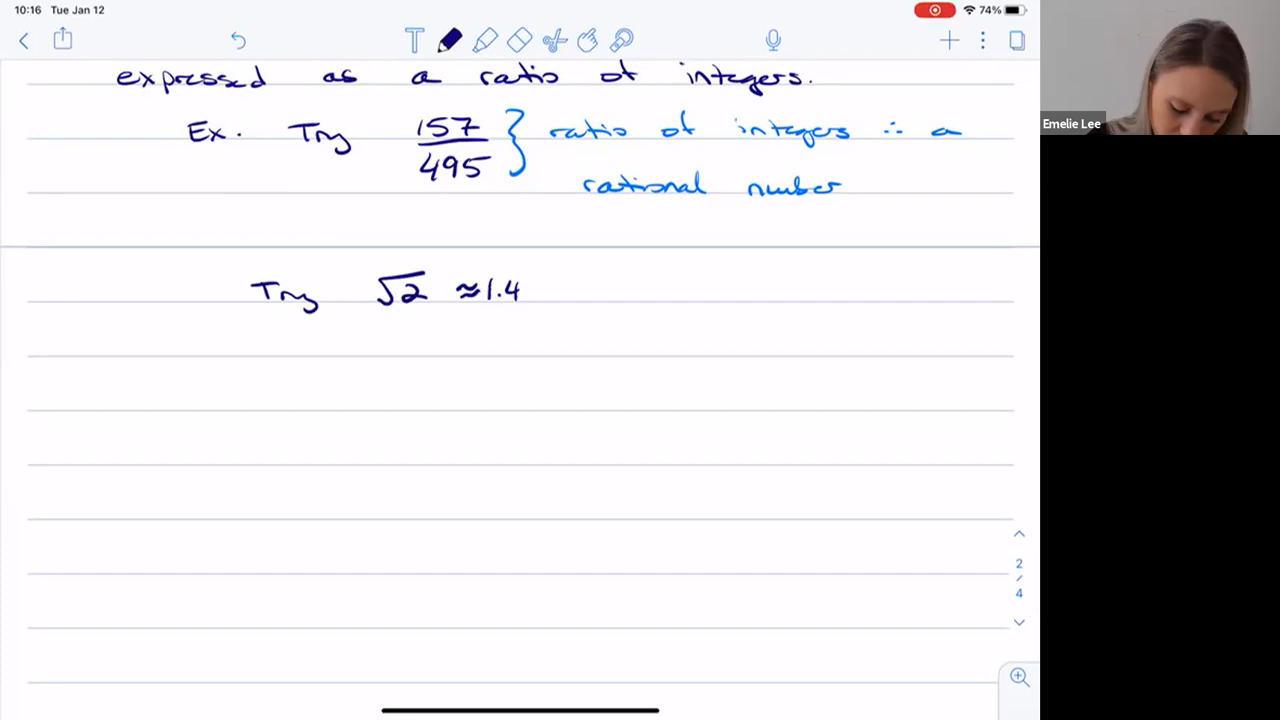 10:16 Tue Jan 12
74%
T
expressed as a ratio of integers.
Ex. Try 157/495 } ratio of integers ∴ a
rational number
Try √2 ≈1.4
2
/
4
Emelie Lee